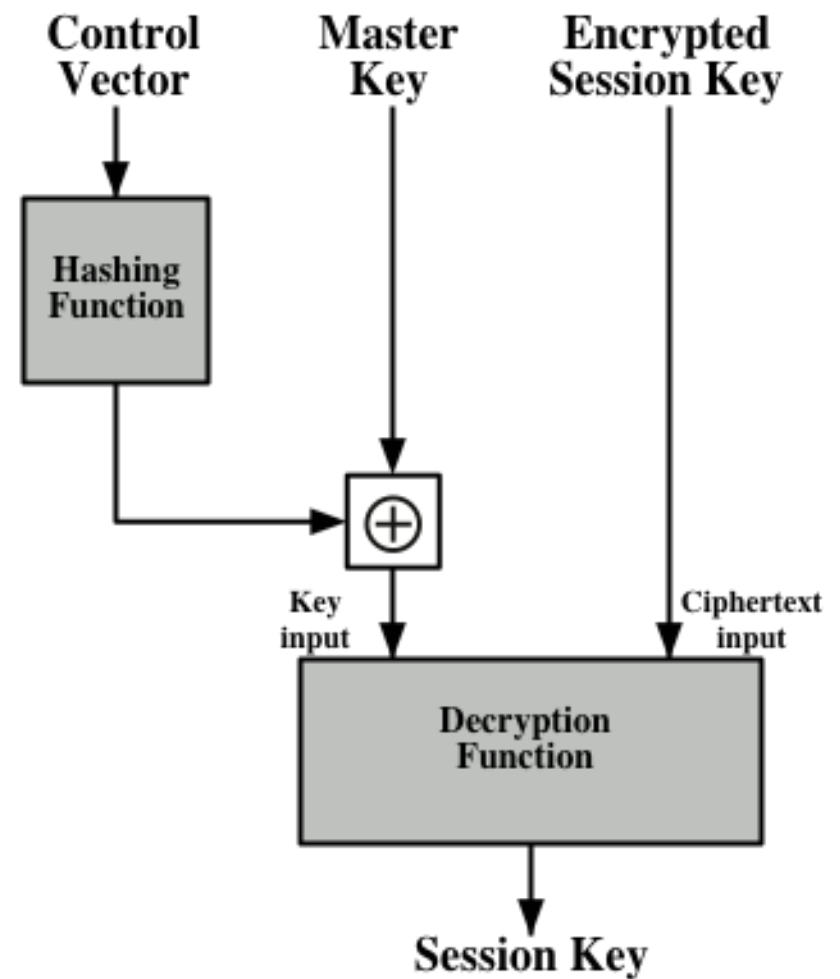 Control
Vector
Master
Key
Encrypted
Session Key
Hashing
Function
Key
input
Ciphertext
input
Decryption
Function
Session Key